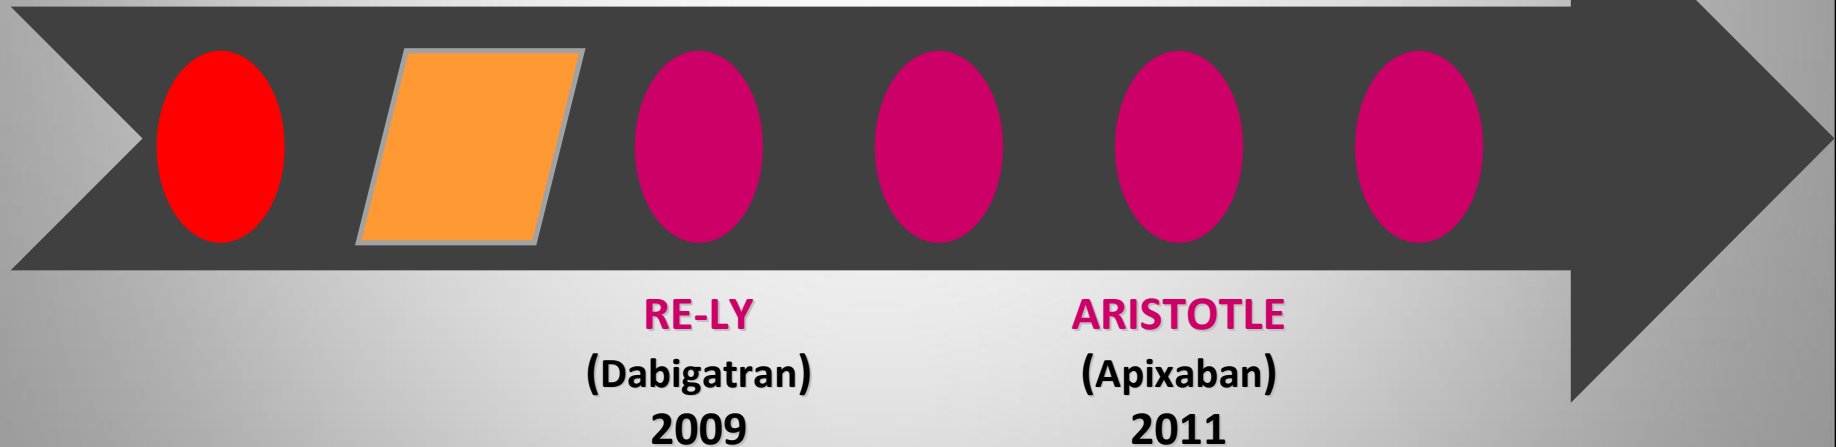 RE-LY
(Dabigatran)
2009
ARISTOTLE
(Apixaban)
2011